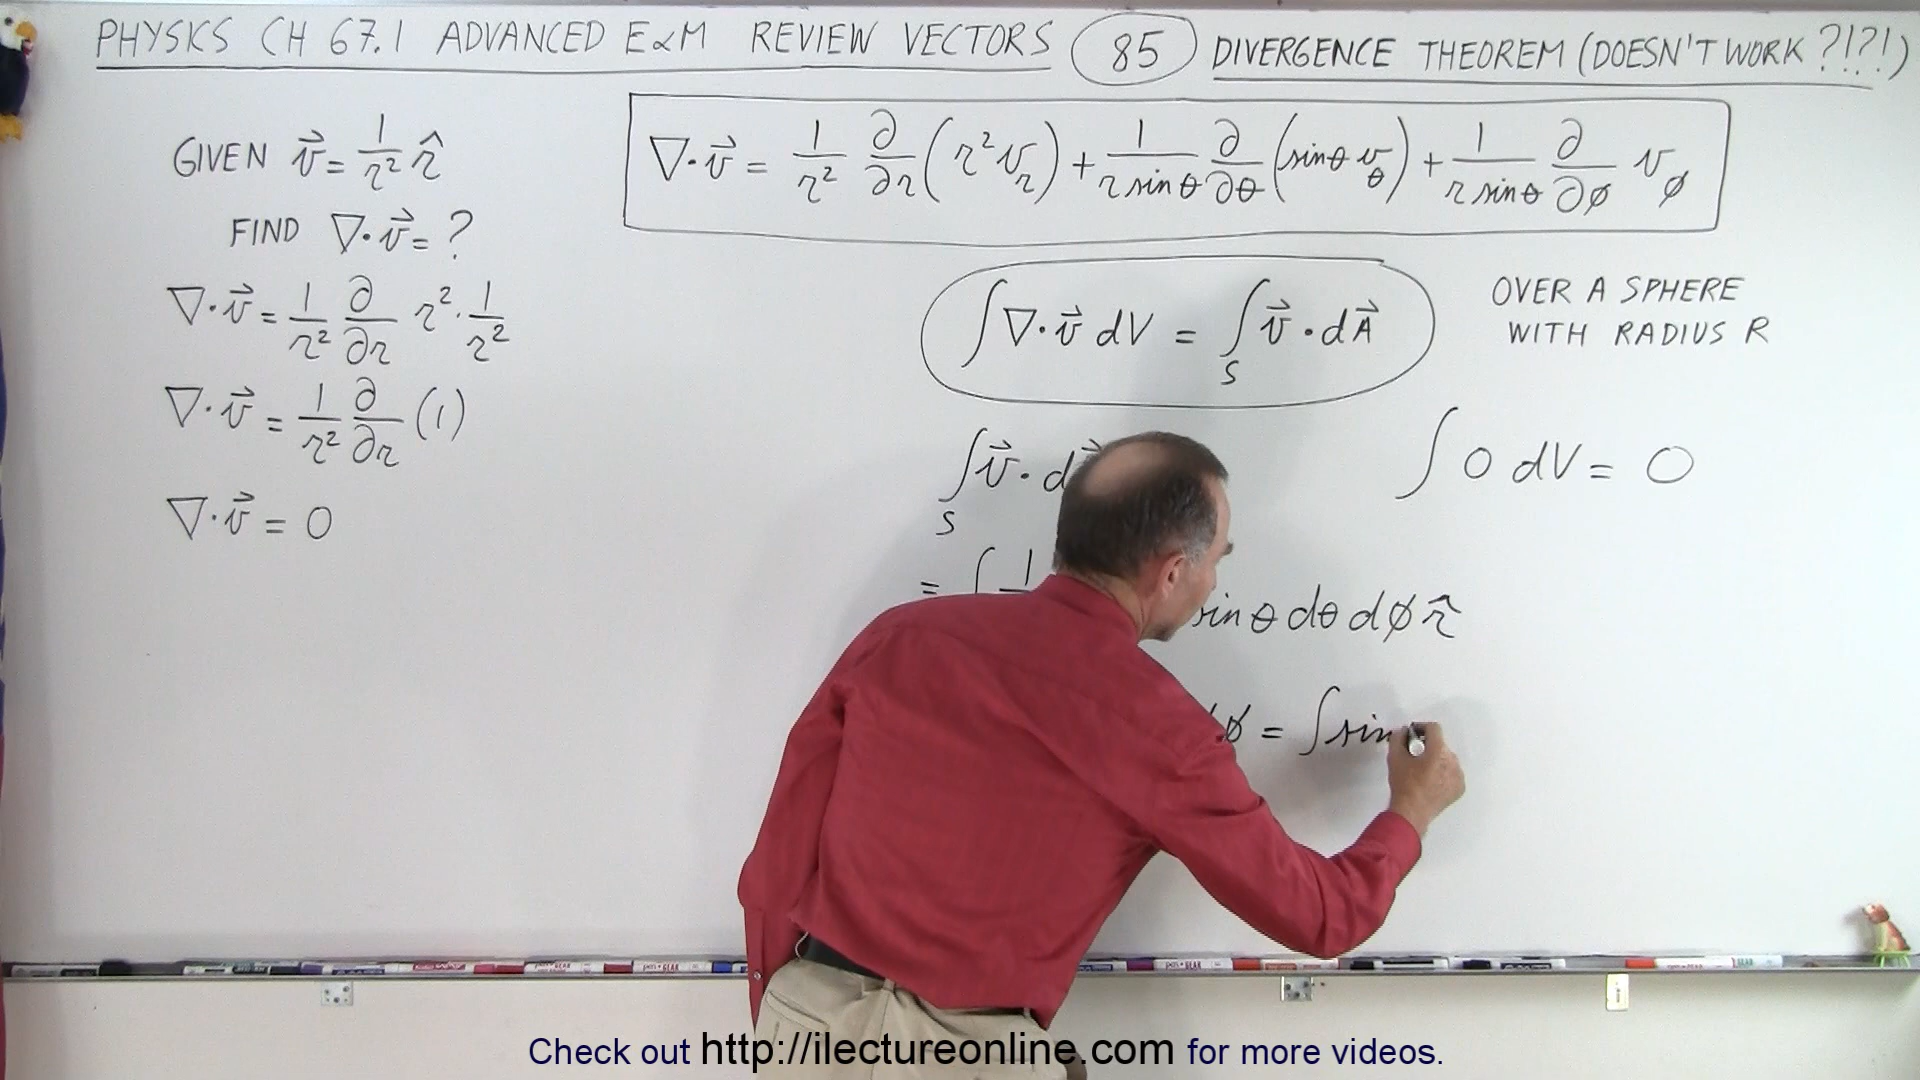 PHYSICS CH 67.1 ADVANCED E&M REVIEW VECTORS 85 DIVERGENCE THEOREM (DOESN'T WORK ?!?!)
GIVEN v⃗ = 1/r² r̂
FIND ∇·v⃗ = ?
∇·v⃗ = 1/r² ∂/∂r r²·1/r²
∇·v⃗ = 1/r² ∂/∂r (1)
∇·v⃗ = 0
∇·v⃗ = 1/r² ∂/∂r (r² v_r) + 1/(r sinθ) ∂/∂θ (sinθ v_θ) + 1/(r sinθ) ∂/∂φ v_φ
∫∇·v⃗ dV = ∫_S v⃗·dA⃗
OVER A SPHERE
WITH RADIUS R
∫_S v⃗·d
∫ 0 dV = 0
= ∫ 1 sinθ dθ dφ r̂
φ = ∫ sin
Check out http://ilectureonline.com for more videos.